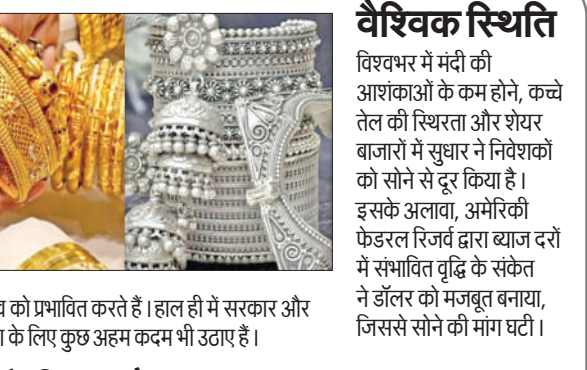 वैश्विक स्थिति
विश्वभर में मंदी की
आशंकाओं के कम होने, कच्चे
तेल की स्थिरता और शेयर
बाजारों में सुधार ने निवेशकों
को सोने से दूर किया है।
इसके अलावा, अमेरिकी
फेडरल रिजर्व द्वारा ब्याज दरों
में संभावित वृद्धि के संकेत
ने डॉलर को मजबूत बनाया,
जिससे सोने की मांग घटी।
को प्रभावित करते हैं। हाल ही में सरकार और
के लिए कुछ अहम कदम भी उठाए हैं।